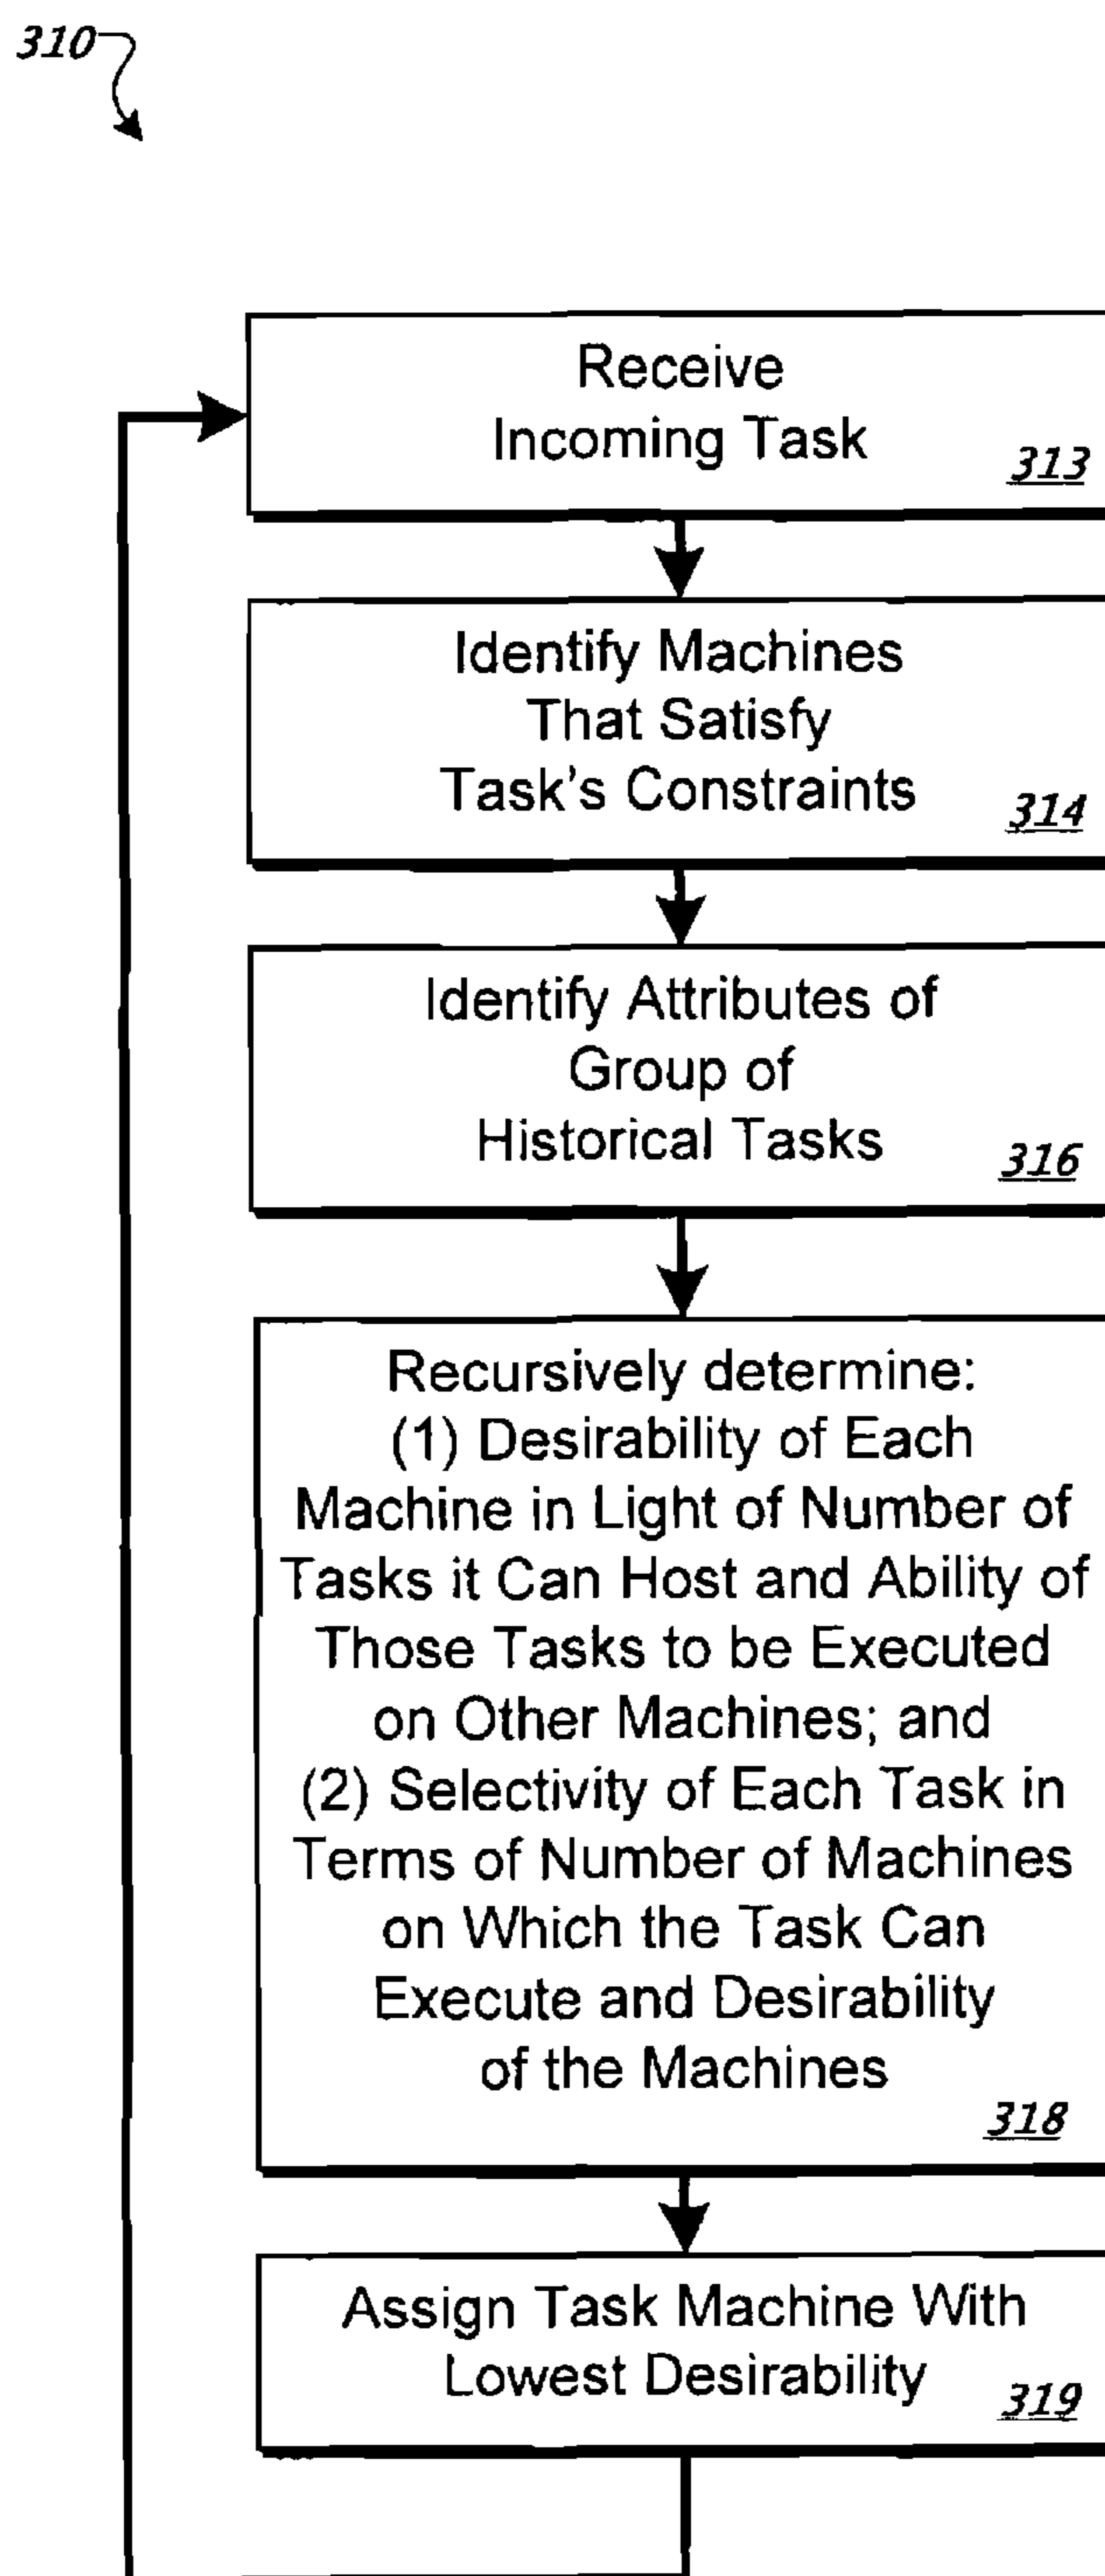 310
Receive
Incoming Task
313
Identify Machines
That Satisfy
Task's Constraints
314
Identify Attributes of
Group of
Historical Tasks
316
Recursively determine:
(1) Desirability of Each
Machine in Light of Number of
Tasks it Can Host and Ability of
Those Tasks to be Executed
on Other Machines; and
(2) Selectivity of Each Task in
Terms of Number of Machines
on Which the Task Can
Execute and Desirability
of the Machines
318
Assign Task Machine With
Lowest Desirability
319